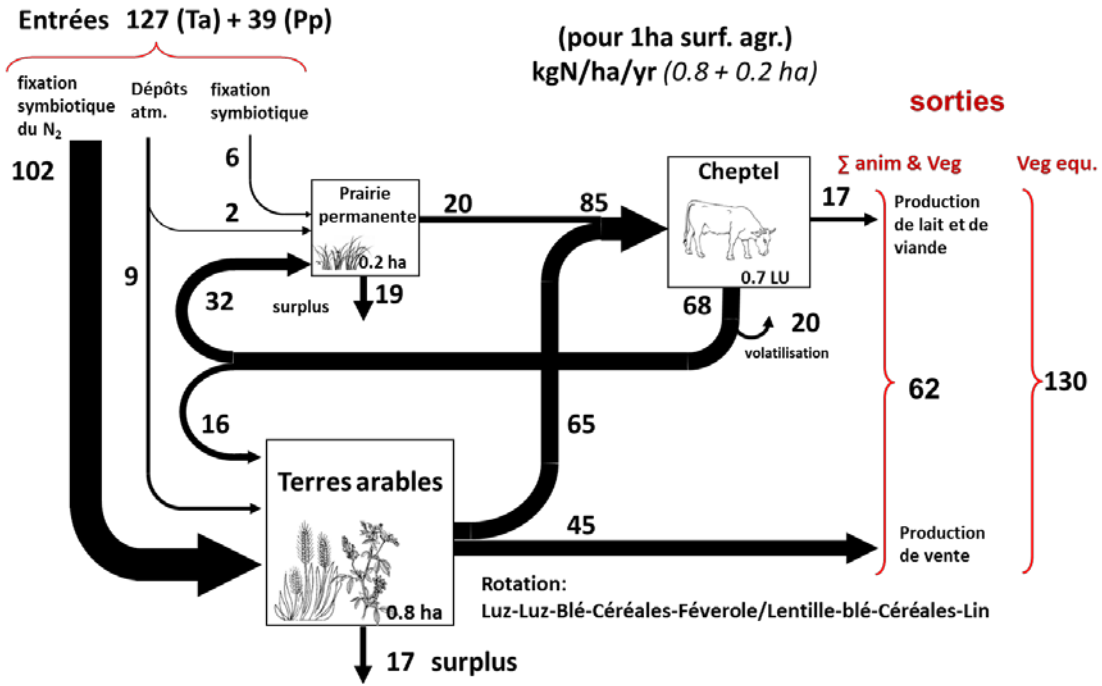 Entrées 127 (Ta) + 39 (Pp)
(pour 1ha surf. agr.)
kgN/ha/yr (0.8 + 0.2 ha)
sorties
fixation
symbiotique
du N2
102
Dépôts
atm.
fixation
symbiotique
6
2
9
Prairie
permanente
0.2 ha
20
85
Cheptel
0.7 LU
17
∑ anim & Veg
Veg equ.
Production
de lait et de
viande
32
surplus
19
68
20
volatilisation
62
130
16
65
Terres arables
0.8 ha
45
Production
de vente
Rotation:
Luz-Luz-Blé-Céréales-Féverole/Lentille-blé-Céréales-Lin
17 surplus